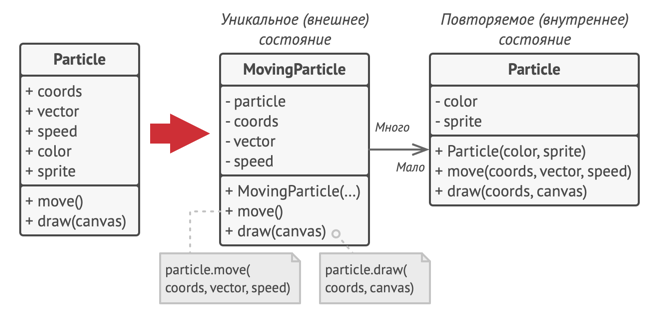 Particle
+ coords
+ vector
+ speed
+ color
+ sprite
+ move()
+ draw(canvas)
Уникальное (внешнее)
состояние
MovingParticle
- particle
- coords
- vector
- speed
+ MovingParticle(...)
+ move()
+ draw(canvas)
particle.move(
coords, vector, speed)
particle.draw(
coords, canvas)
Много
Мало
Повторяемое (внутреннее)
состояние
Particle
- color
- sprite
+ Particle(color, sprite)
+ move(coords, vector, speed)
+ draw(coords, canvas)